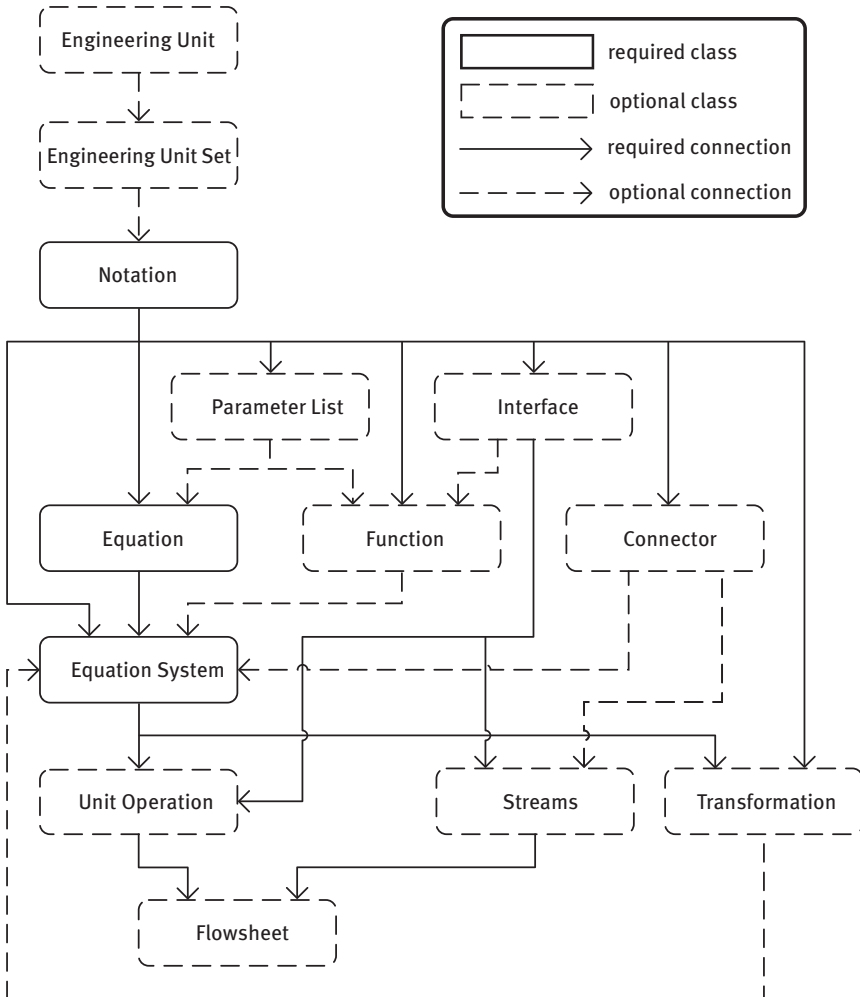 Engineering Unit
required class
optional class
Engineering Unit Set
required connection
optional connection
Notation
Parameter List
Interface
Equation
Function
Connector
Equation System
Unit Operation
Streams
Transformation
Flowsheet